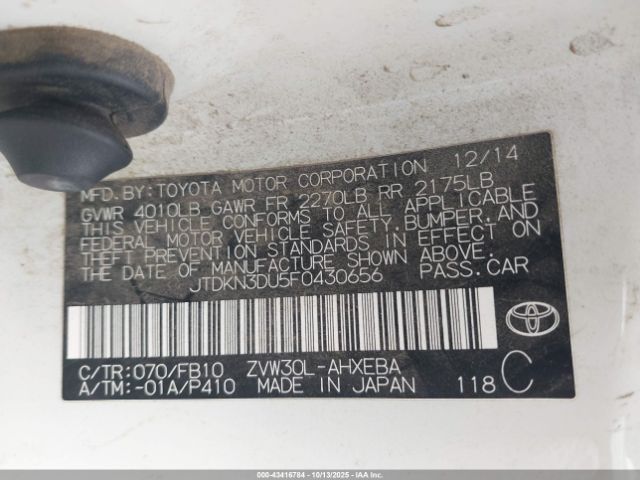 MFD.BY:TOYOTA MOTOR CORPORATION 12/14
GVWR 4010LB GAWR FR 2270LB RR 2175LB
THIS VEHICLE CONFORMS TO ALL APPLICABLE
FEDERAL MOTOR VEHICLE SAFETY,BUMPER,AND
THEFT PREVENTION STANDARDS IN EFFECT ON
THE DATE OF MANUFACTURE SHOWN ABOVE.
JTDKN3DU5F0430656 PASS.CAR
C/TR:070/FB10 ZVW30L-AHXEBA
A/TM:-01A/P410 MADE IN JAPAN 118 C
000-43416784 - 10/13/2025 - IAAI Inc.